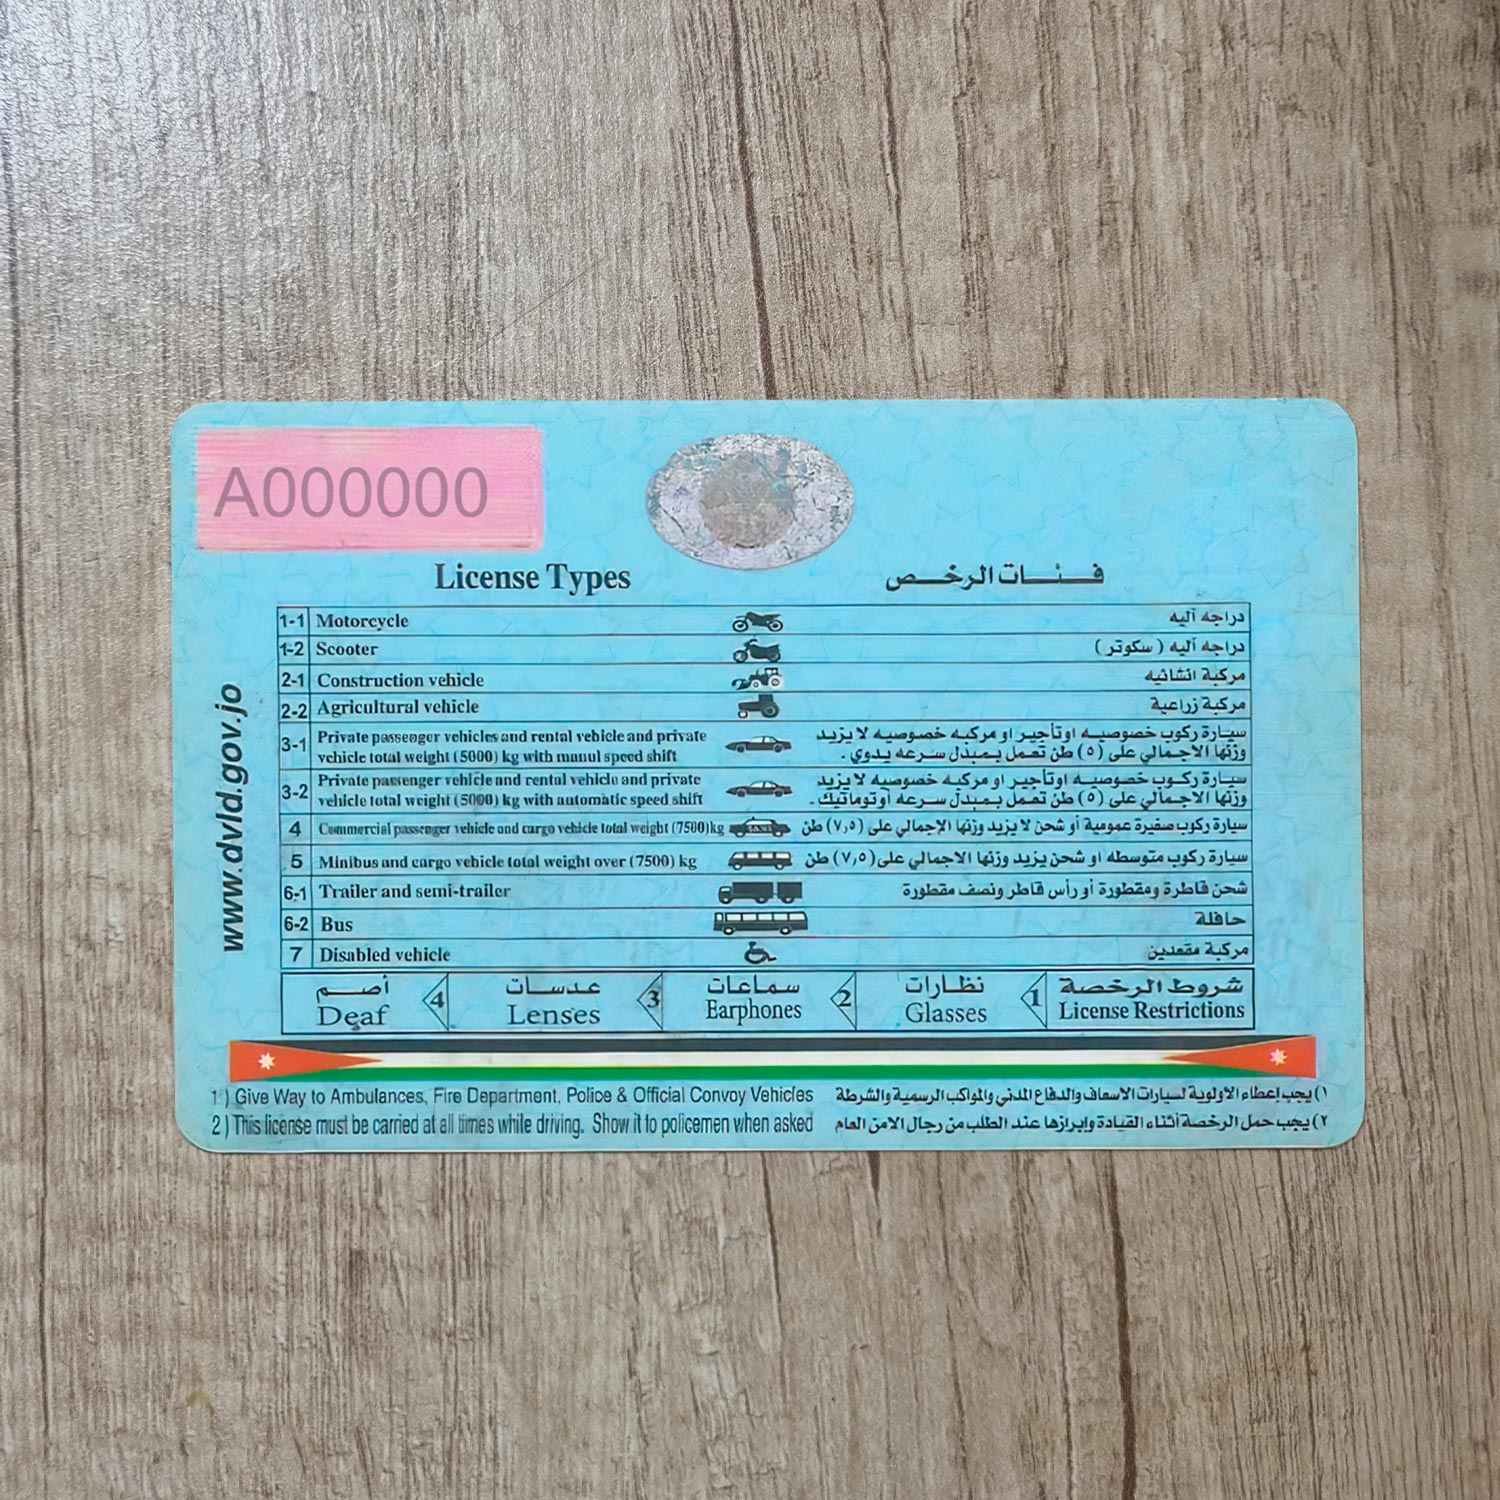 A000000
License Types فئات الرخص
1-1 Motorcycle دراجه آليه
1-2 Scooter دراجه آليه ( سكوتر )
2-1 Construction vehicle مركبة انشائيه
2-2 Agricultural vehicle مركبة زراعية
3-1 Private passenger vehicles and rental vehicle and private سيارة ركوب خصوصيه اوتأجير او مركبه خصوصيه لا يزيد
vehicle total weight (5000) kg with manul speed shift وزنها الاجمالي على (٥) طن تعمل بمبدل سرعه يدوي .
3-2 Private passenger vehicle and rental vehicle and private سيارة ركوب خصوصيه اوتأجير او مركبه خصوصيه لا يزيد
vehicle total weight (5000) kg with automatic speed shift وزنها الاجمالي على (٥) طن تعمل بمبدل سرعه أوتوماتيك .
4 Commercial passenger vehicle and cargo vehicle total weight (7500)kg TAXI سيارة ركوب صغيرة عمومية أو شحن لا يزيد وزنها الإجمالي على (٧,٥) طن
5 Minibus and cargo vehicle total weight over (7500) kg سيارة ركوب متوسطه او شحن يزيد وزنها الاجمالي على(٧,٥) طن
6-1 Trailer and semi-trailer شحن قاطرة ومقطورة أو رأس قاطر ونصف مقطورة
6-2 Bus حافلة
7 Disabled vehicle مركبة مقعدين
أصم 4 عدسات 3 سماعات 2 نظارات 1 شروط الرخصة
Deaf Lenses Earphones Glasses License Restrictions
www.dvld.gov.jo
1 ) Give Way to Ambulances, Fire Department, Police & Official Convoy Vehicles ١) يجب إعطاء الاولوية لسيارات الاسعاف والدفاع المدني والمواكب الرسمية والشرطة
2 ) This license must be carried at all times while driving. Show it to policemen when asked ٢) يجب حمل الرخصة أثناء القيادة وإبرازها عند الطلب من رجال الامن العام